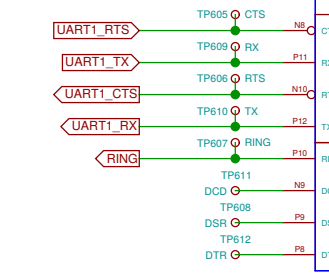 TP605 CTS
UART1_RTS N8
TP609 RX
UART1_TX P11
TP606 RTS
UART1_CTS N10
TP610 TX
UART1_RX P12
TP607 RING
RING P10
TP611
DCD N9
TP608
DSR P9
TP612
DTR P8